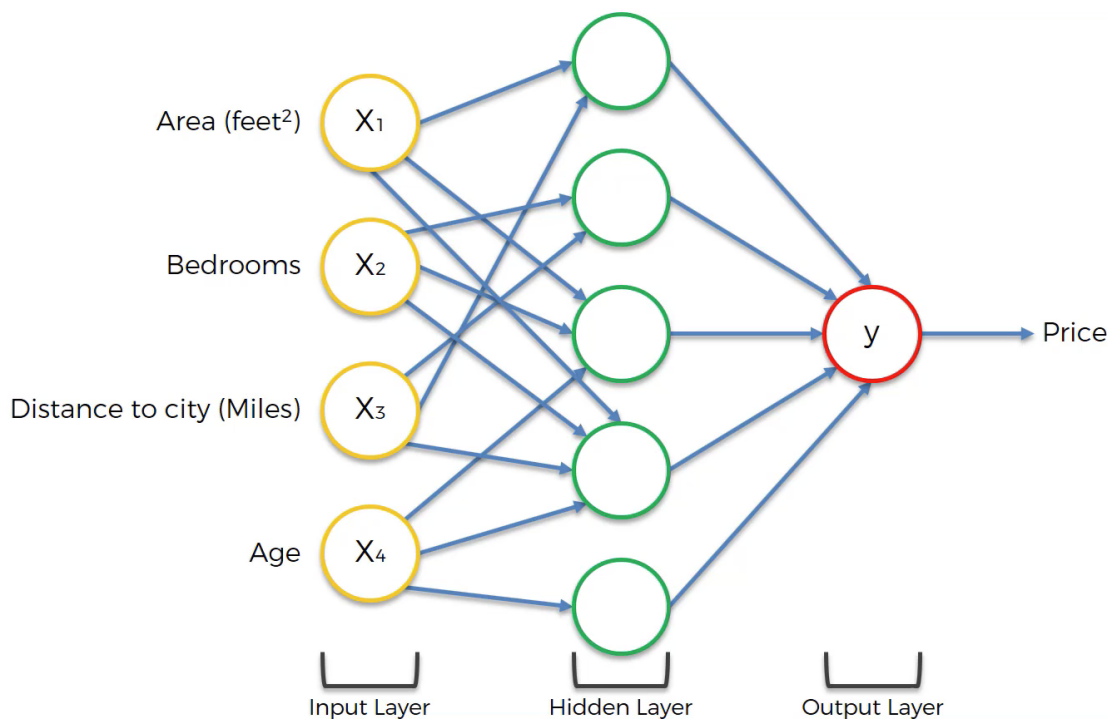 Area (feet²)
X₁
Bedrooms
X₂
Distance to city (Miles)
X₃
Age
X₄
y
Price
Input Layer
Hidden Layer
Output Layer